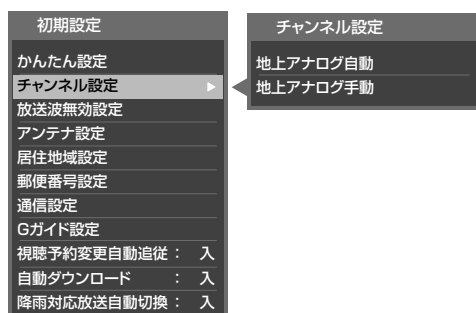 初期設定
かんたん設定
チャンネル設定
放送波無効設定
アンテナ設定
居住地域設定
郵便番号設定
通信設定
Gガイド設定
視聴予約変更自動追従： 入
自動ダウンロード ： 入
降雨対応放送自動切換： 入
チャンネル設定
地上アナログ自動
地上アナログ手動